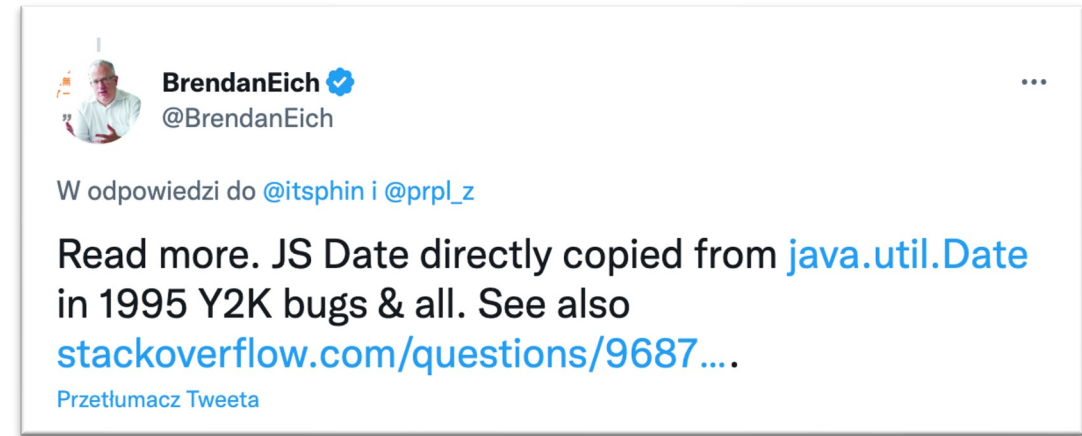 BrendanEich
@BrendanEich
W odpowiedzi do @itsphin i @prpl_z
Read more. JS Date directly copied from java.util.Date
in 1995 Y2K bugs & all. See also
stackoverflow.com/questions/9687….
Przetłumacz Tweeta